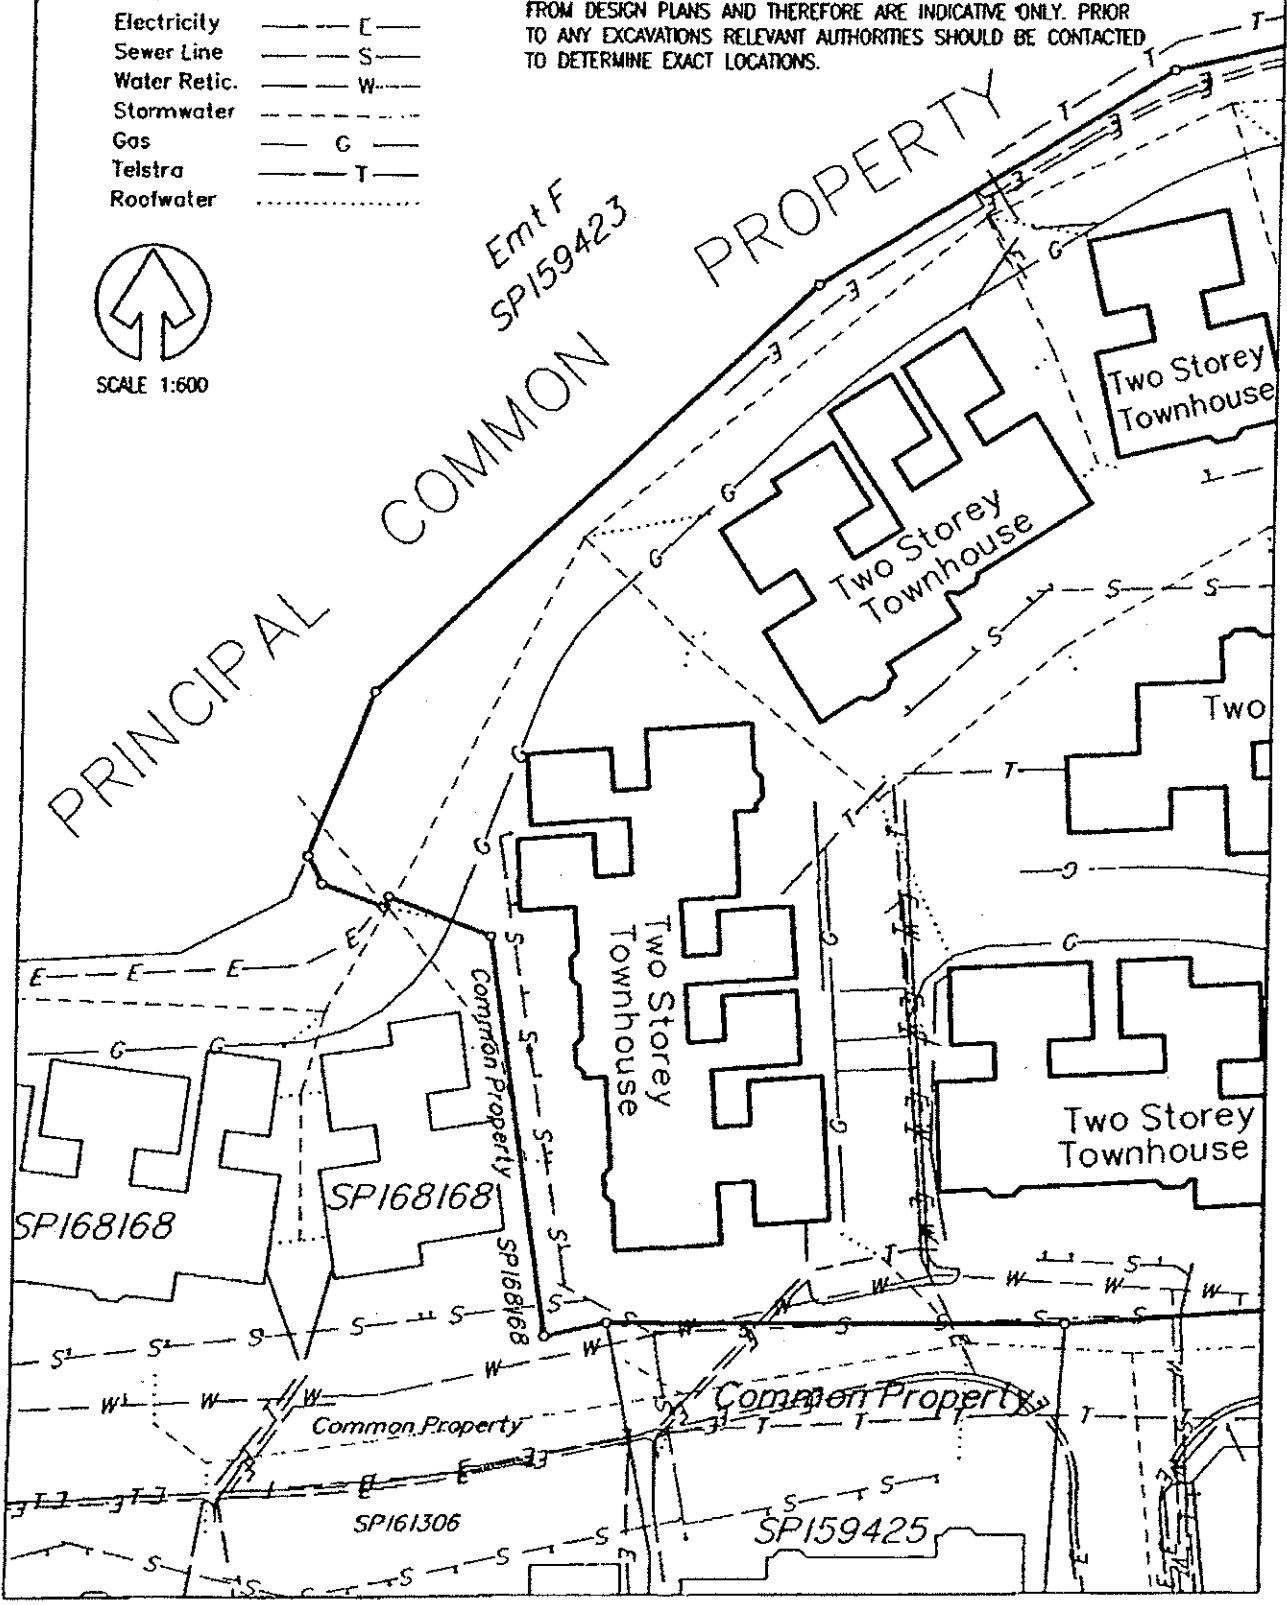 Electricity — — E —
Sewer Line — — S —
Water Retic. — — W —
Stormwater
Gas — G —
Telstra — — T —
Roofwater
FROM DESIGN PLANS AND THEREFORE ARE INDICATIVE ONLY. PRIOR
TO ANY EXCAVATIONS RELEVANT AUTHORITIES SHOULD BE CONTACTED
TO DETERMINE EXACT LOCATIONS.
SCALE 1:600
Emt F
SP159423
PRINCIPAL COMMON PROPERTY
Two Storey
Townhouse
Two Storey
Townhouse
Two
Two Storey
Townhouse
Two Storey
Townhouse
Common Property
SP168168
SP168168
SP168168
Common Property
Common Property
SP161306
SP159425